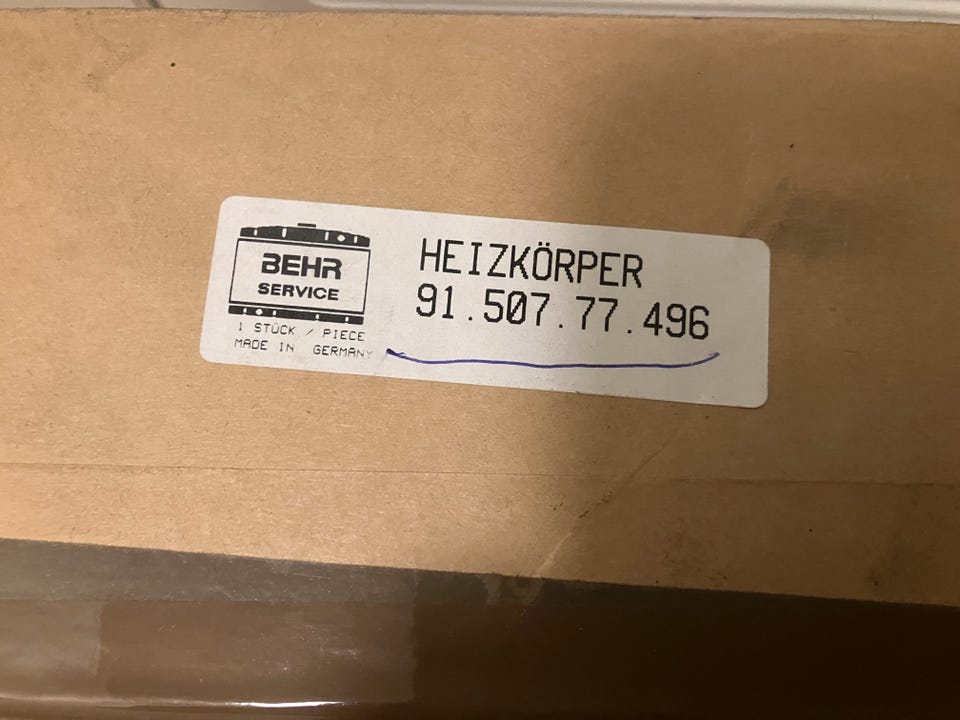 BEHR
SERVICE
1 STÜCK / PIECE
MADE IN GERMANY
HEIZKÖRPER
91.507.77.496